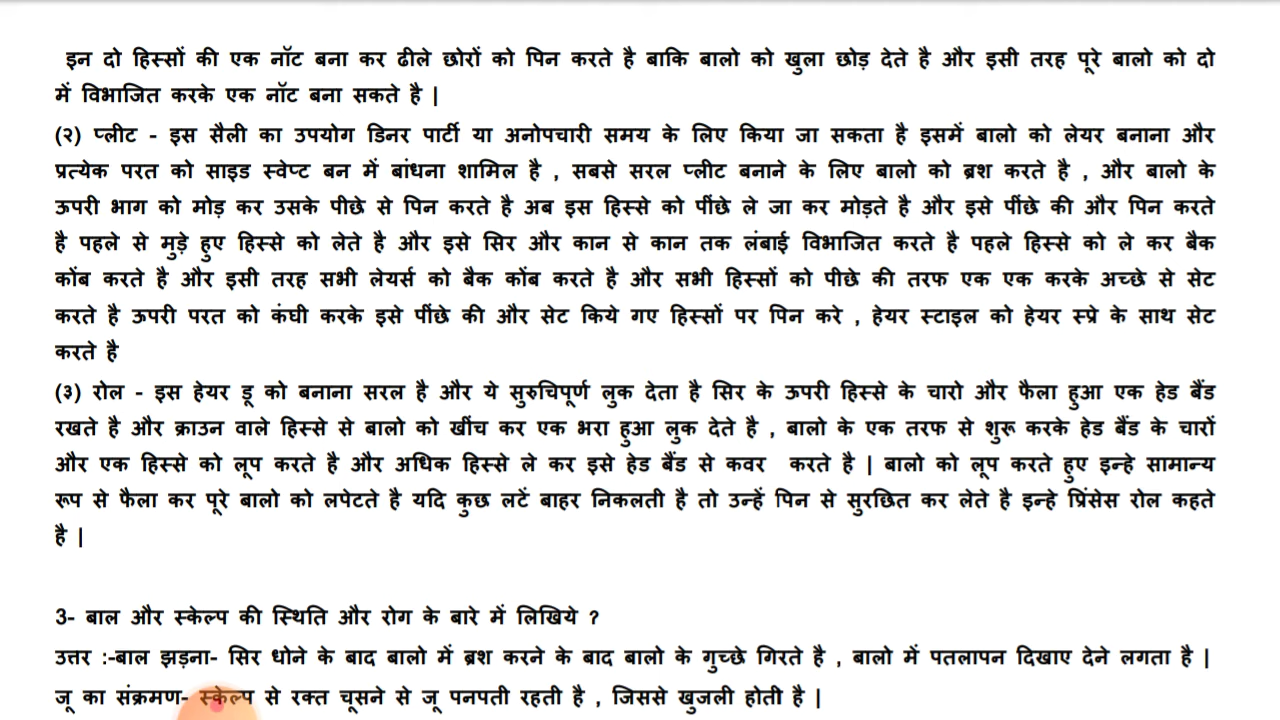 इन दो हिस्सों की एक नॉट बना कर ढीले छोरों को पिन करते है बाकि बालो को खुला छोड़ देते है और इसी तरह पूरे बालो को दो
में विभाजित करके एक नॉट बना सकते है |
(२) प्लीट - इस सैली का उपयोग डिनर पार्टी या अनोपचारी समय के लिए किया जा सकता है इसमें बालो को लेयर बनाना और
प्रत्येक परत को साइड स्वेप्ट बन में बांधना शामिल है , सबसे सरल प्लीट बनाने के लिए बालो को ब्रश करते है , और बालो के
ऊपरी भाग को मोड़ कर उसके पीछे से पिन करते है अब इस हिस्से को पींछे ले जा कर मोड़ते है और इसे पींछे की और पिन करते
है पहले से मुड़े हुए हिस्से को लेते है और इसे सिर और कान से कान तक लंबाई विभाजित करते है पहले हिस्से को ले कर बैक
कोंब करते है और इसी तरह सभी लेयर्स को बैक कोंब करते है और सभी हिस्सों को पीछे की तरफ एक एक करके अच्छे से सेट
करते है ऊपरी परत को कंघी करके इसे पींछे की और सेट किये गए हिस्सों पर पिन करे , हेयर स्टाइल को हेयर स्प्रे के साथ सेट
करते है
(३) रोल - इस हेयर डू को बनाना सरल है और ये सुरुचिपूर्ण लुक देता है सिर के ऊपरी हिस्से के चारो और फैला हुआ एक हेड बैंड
रखते है और क्राउन वाले हिस्से से बालो को खींच कर एक भरा हुआ लुक देते है , बालो के एक तरफ से शुरू करके हेड बैंड के चारों
और एक हिस्से को लूप करते है और अधिक हिस्से ले कर इसे हेड बैंड से कवर करते है | बालो को लूप करते हुए इन्हे सामान्य
रूप से फैला कर पूरे बालो को लपेटते है यदि कुछ लटें बाहर निकलती है तो उन्हें पिन से सुरछित कर लेते है इन्हे प्रिंसेस रोल कहते
है |
3- बाल और स्केल्प की स्थिति और रोग के बारे में लिखिये ?
उत्तर :-बाल झड़ना- सिर धोने के बाद बालो में ब्रश करने के बाद बालो के गुच्छे गिरते है , बालो में पतलापन दिखाए देने लगता है |
जू का संक्रमण- स्केल्प से रक्त चूसने से जू पनपती रहती है , जिससे खुजली होती है |